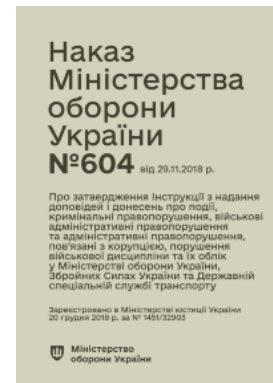 Наказ
Міністерства
оборони
України
№604 від 29.11.2018 р.
Про затвердження Інструкції з надання
доповідей і донесень про події,
кримінальні правопорушення, військові
адміністративні правопорушення
та адміністративні правопорушення,
пов'язані з корупцією, порушення
військової дисципліни та їх облік
у Міністерстві оборони України,
Збройних Силах України та Державній
спеціальній службі транспорту
Зареєстровано в Міністерстві юстиції України
20 грудня 2018 р. за № 1451/32903
Міністерство
оборони України